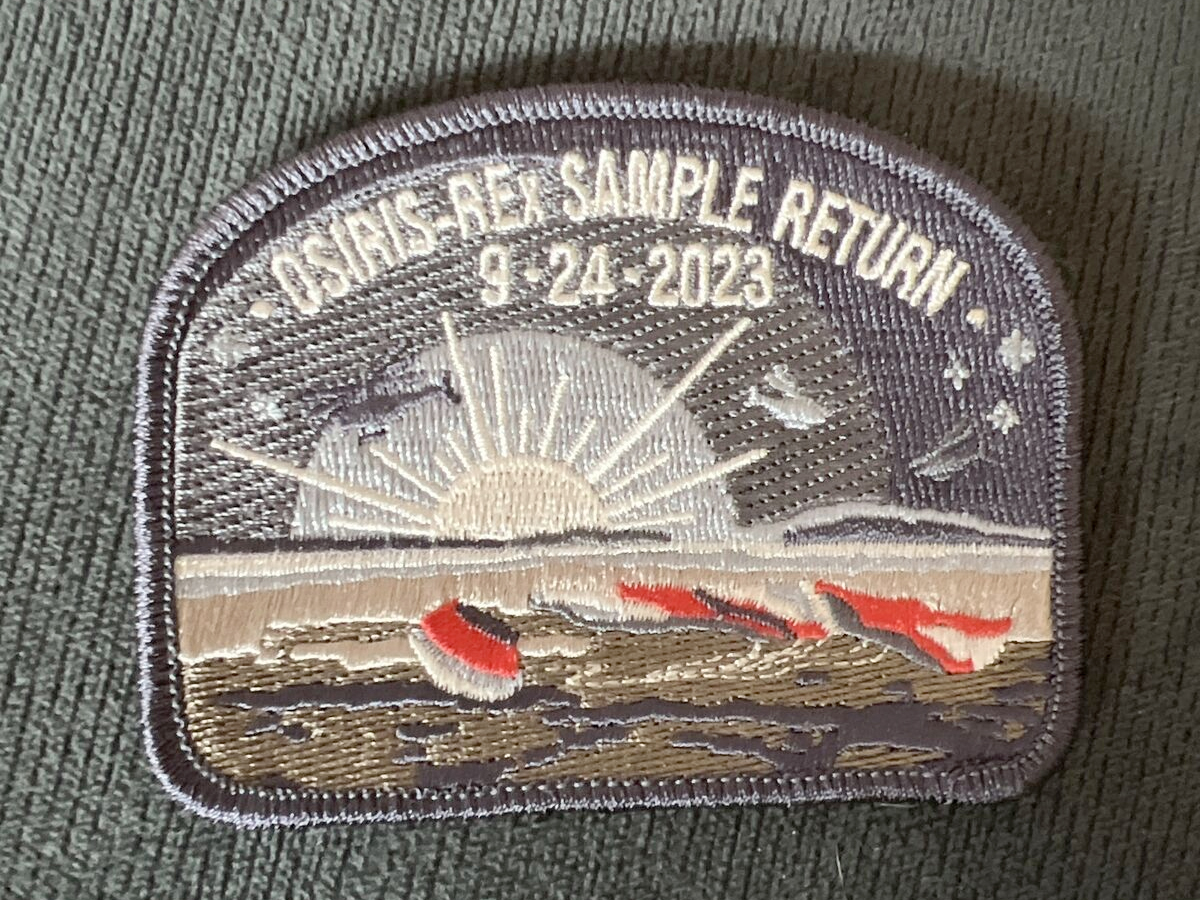 • OSIRIS-REx SAMPLE RETURN •
9-24-2023